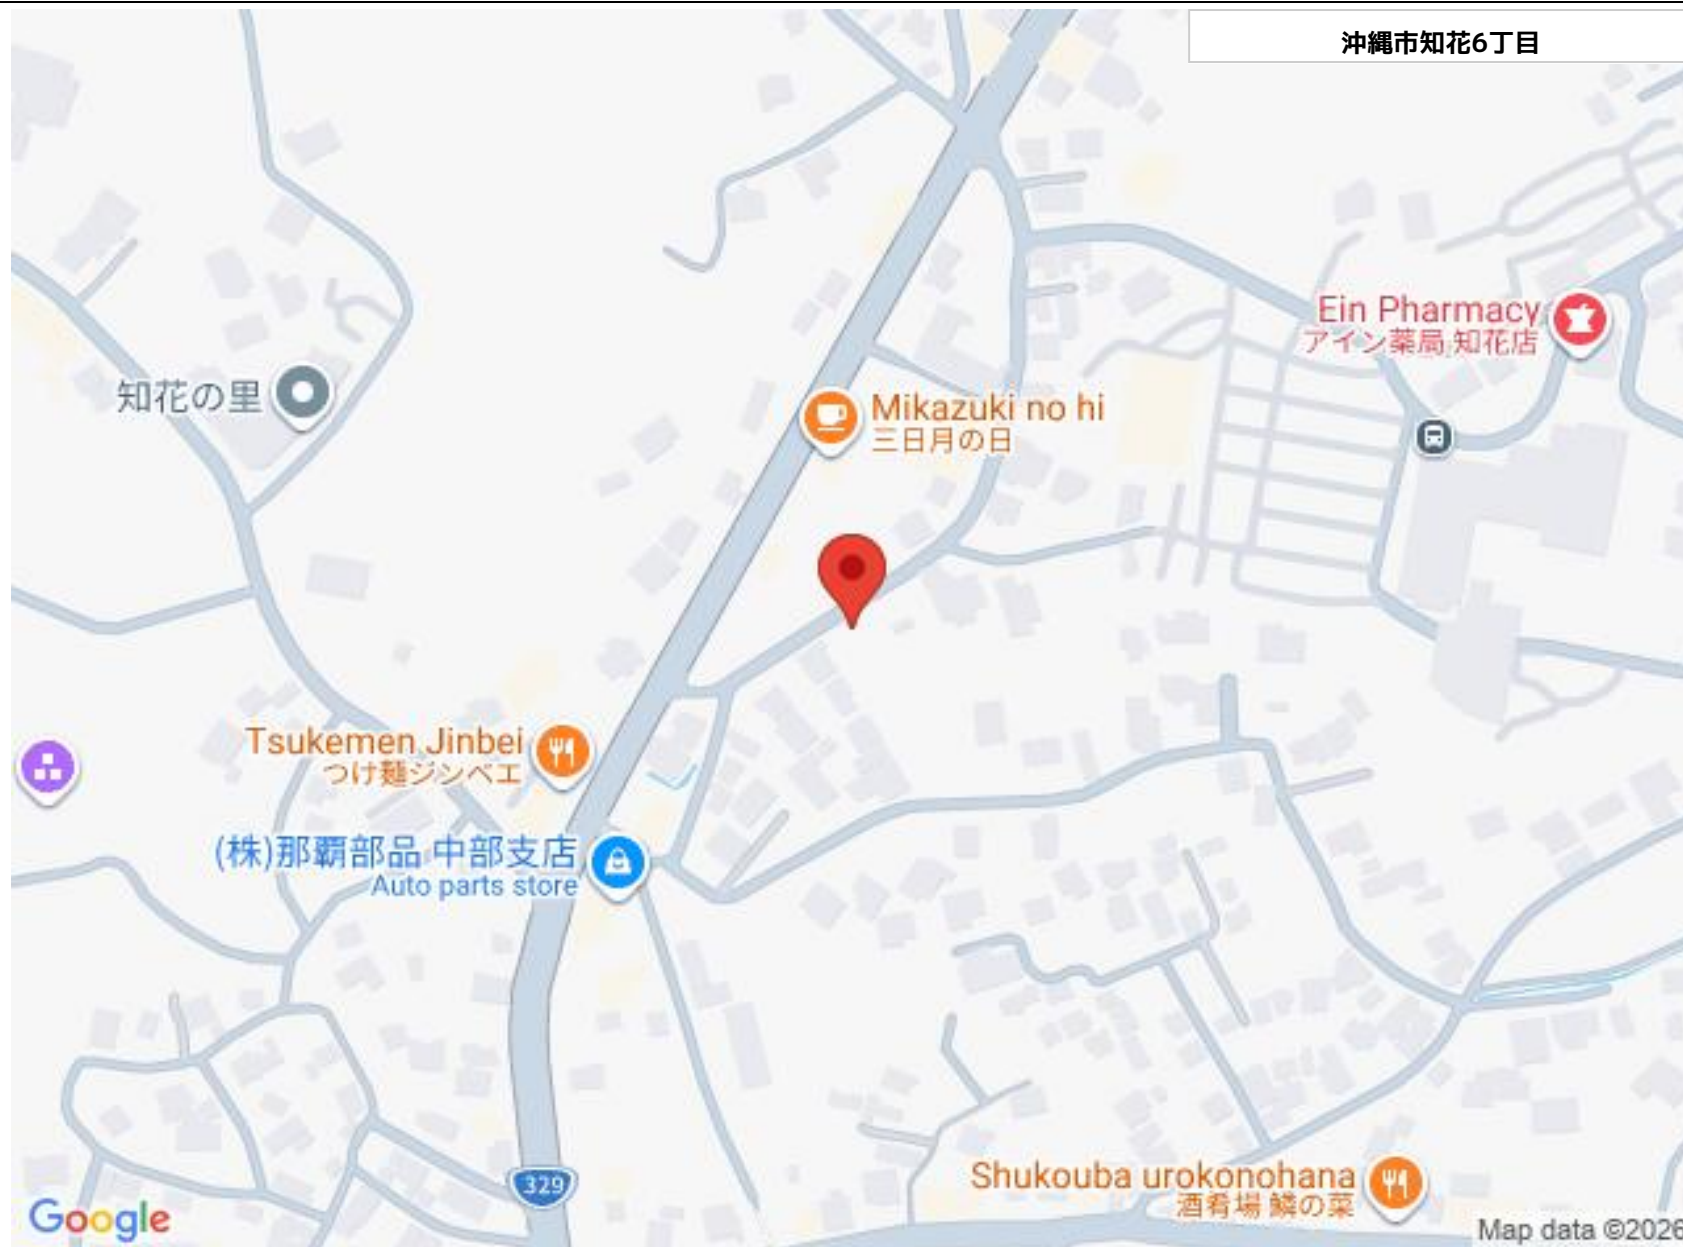 沖縄市知花6丁目
Ein Pharmacy
アイン薬局 知花店
知花の里
Mikazuki no hi
三日月の日
Tsukemen Jinbei
つけ麺ジンベエ
(株)那覇部品 中部支店
Auto parts store
329
Shukouba urokonohana
酒肴場 鱗の菜
Google
Map data ©2026